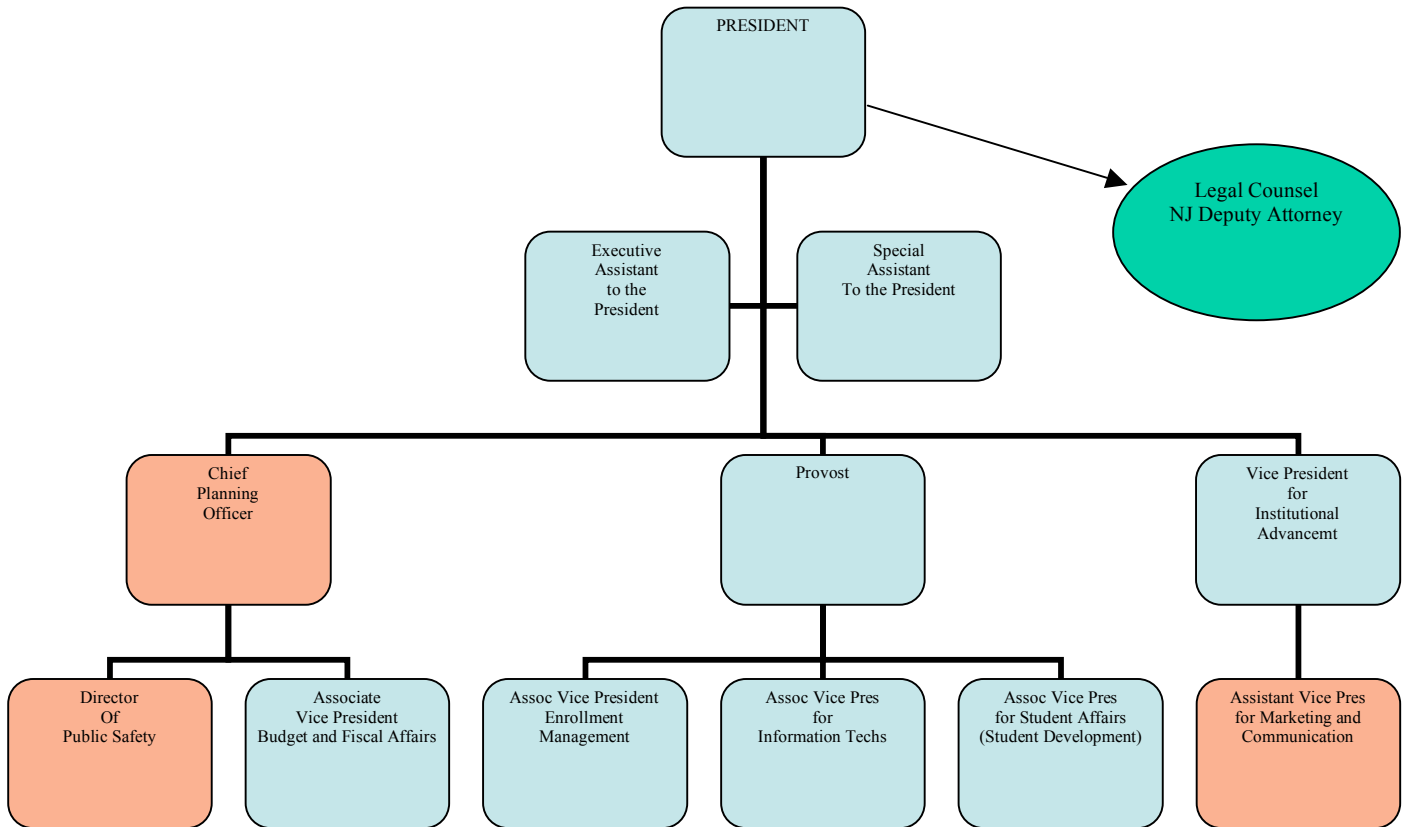 PRESIDENT
Legal Counsel
NJ Deputy Attorney
Executive
Assistant
to the
President
Special
Assistant
To the President
Chief
Planning
Officer
Provost
Vice President
for
Institutional
Advancemt
Director
Of
Public Safety
Associate
Vice President
Budget and Fiscal Affairs
Assoc Vice President
Enrollment
Management
Assoc Vice Pres
for
Information Techs
Assoc Vice Pres
for Student Affairs
(Student Development)
Assistant Vice Pres
for Marketing and
Communication